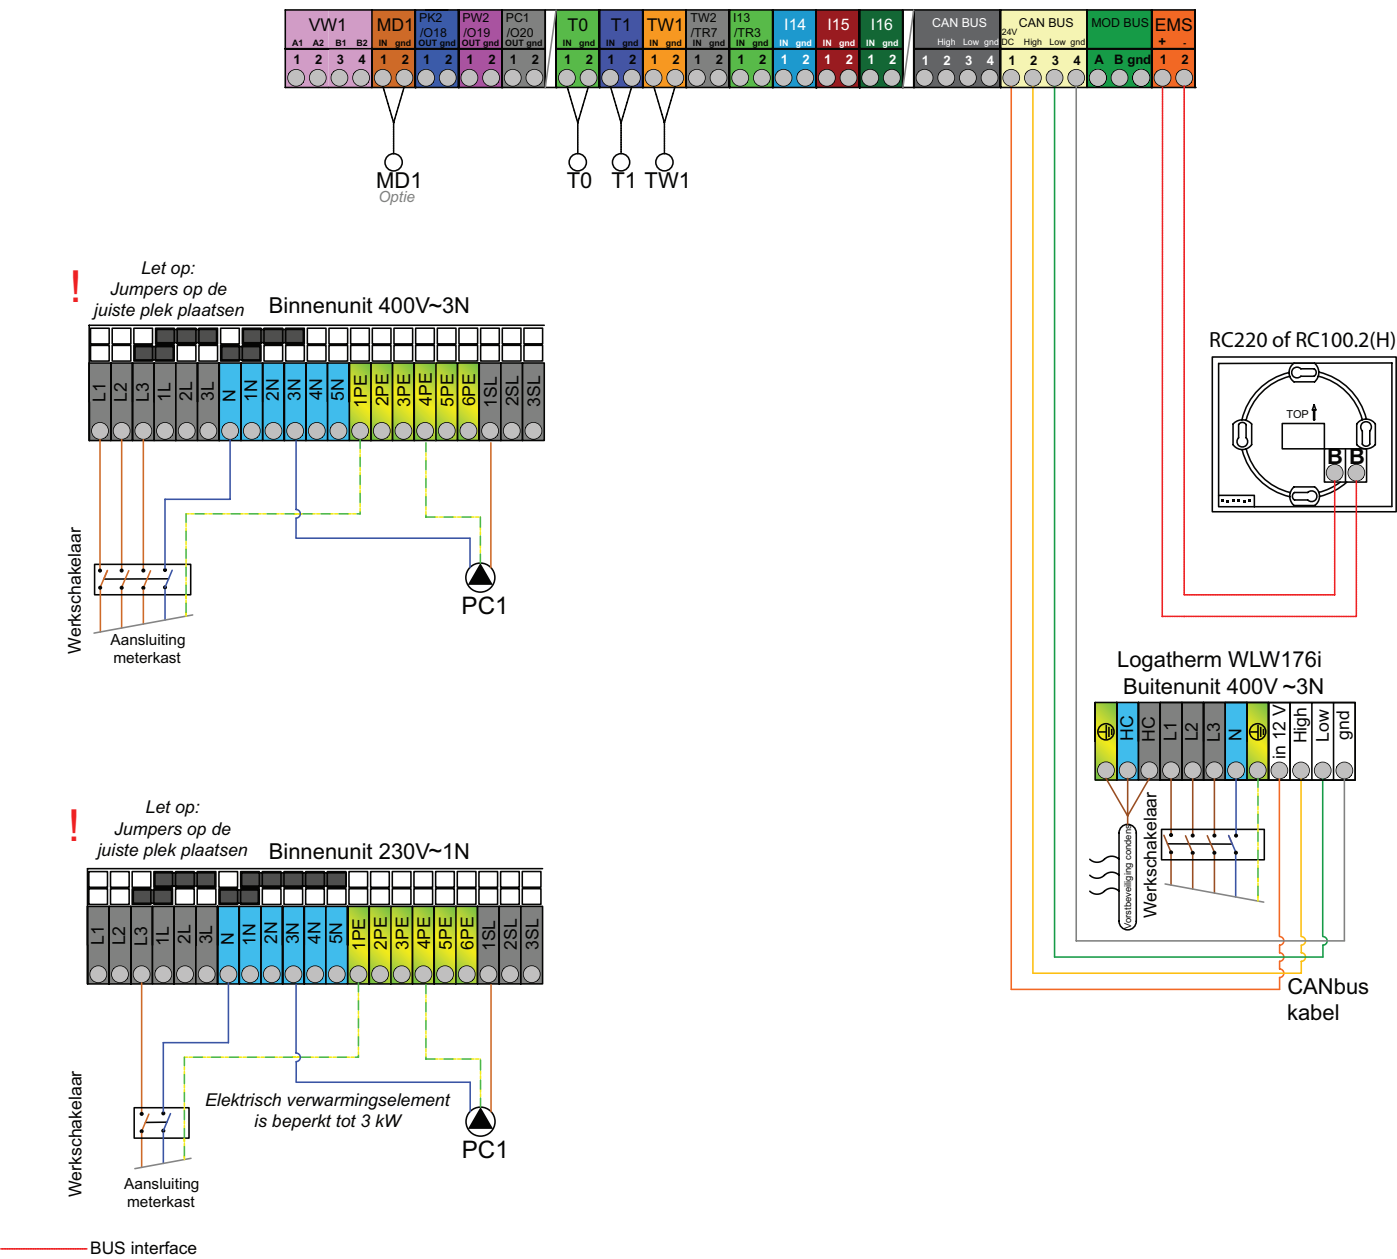 VW1 MD1 PK2 /O18 PW2 /O19 PC1 /O20 T0 T1 TW1 TW2 /TR7 I13 /TR3 I14 I15 I16 CAN BUS CAN BUS MOD BUS EMS
A1 A2 B1 B2 IN gnd OUT gnd OUT gnd OUT gnd IN gnd IN gnd IN gnd IN gnd IN gnd IN gnd IN gnd IN gnd High Low gnd 24V DC High Low gnd + -
1 2 3 4 1 2 1 2 1 2 1 2 1 2 1 2 1 2 1 2 1 2 1 2 1 2 1 2 1 2 3 4 1 2 3 4 A B gnd 1 2
MD1
Optie
T0 T1 TW1
!
Let op:
Jumpers op de
juiste plek plaatsen
Binnenunit 400V~3N
L1 L2 L3 1L 2L 3L N 1N 2N 3N 4N 5N 1PE 2PE 3PE 4PE 5PE 6PE 1SL 2SL 3SL
Werkschakelaar
Aansluiting
meterkast
PC1
RC220 of RC100.2(H)
TOP
B B
Logatherm WLW176i
Buitenunit 400V ~3N
HC HC L1 L2 L3 N in 12 V High Low gnd
Vorstbeveiliging condens
Werkschakelaar
CANbus
kabel
!
Let op:
Jumpers op de
juiste plek plaatsen
Binnenunit 230V~1N
L1 L2 L3 1L 2L 3L N 1N 2N 3N 4N 5N 1PE 2PE 3PE 4PE 5PE 6PE 1SL 2SL 3SL
Werkschakelaar
Elektrisch verwarmingselement
is beperkt tot 3 kW
PC1
Aansluiting
meterkast
BUS interface